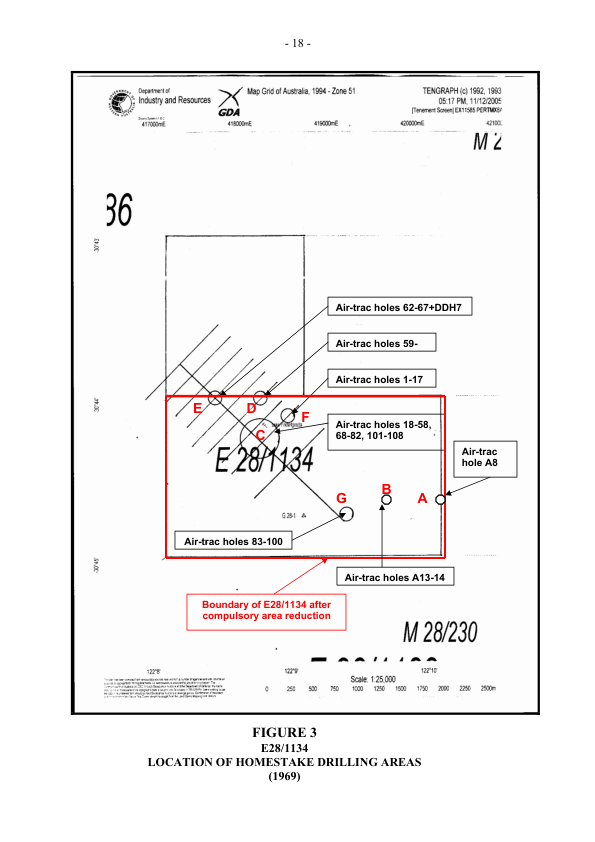 - 18 -
Department of
Industry and Resources
GDA
Map Grid of Australia, 1994 - Zone 51
TENGRAPH (c) 1992, 1993
05:17 PM, 11/12/2005
[Tenement Screen] EX11585 PERTMXS/
417000mE
418000mE
419000mE
420000mE
42100
M 2
36
-30°43'
Air-trac holes 62-67+DDH7
Air-trac holes 59-
Air-trac holes 1-17
-30°44'
E
D
F
C
Air-trac holes 18-58,
68-82, 101-108
E 28/1134
Air-trac
hole A8
G
B
A
G 28-1
Air-trac holes 83-100
-30°45'
Air-trac holes A13-14
Boundary of E28/1134 after
compulsory area reduction
M 28/230
122°8'
122°9'
122°10'
Scale: 1:25,000
0 250 500 750 1000 1250 1500 1750 2000 2250 2500m
FIGURE 3
E28/1134
LOCATION OF HOMESTAKE DRILLING AREAS
(1969)